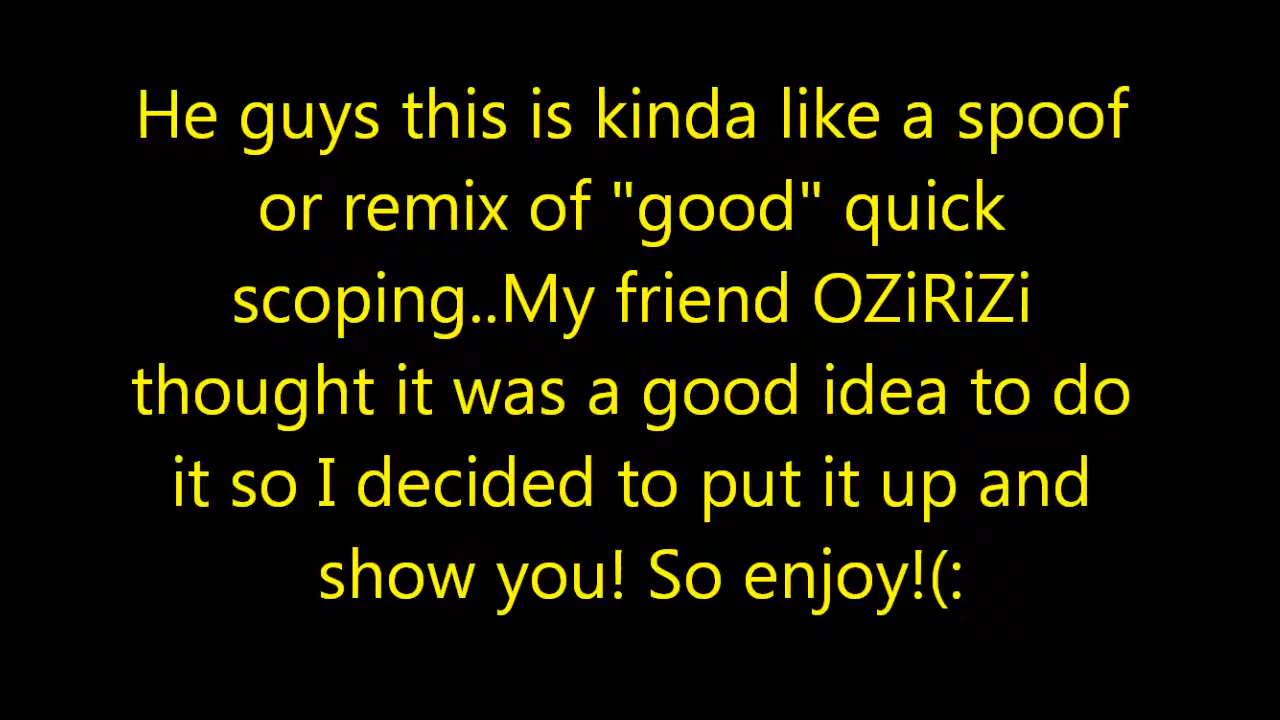 He guys this is kinda like a spoof
or remix of "good" quick
scoping..My friend OZiRiZi
thought it was a good idea to do
it so I decided to put it up and
show you! So enjoy!(: